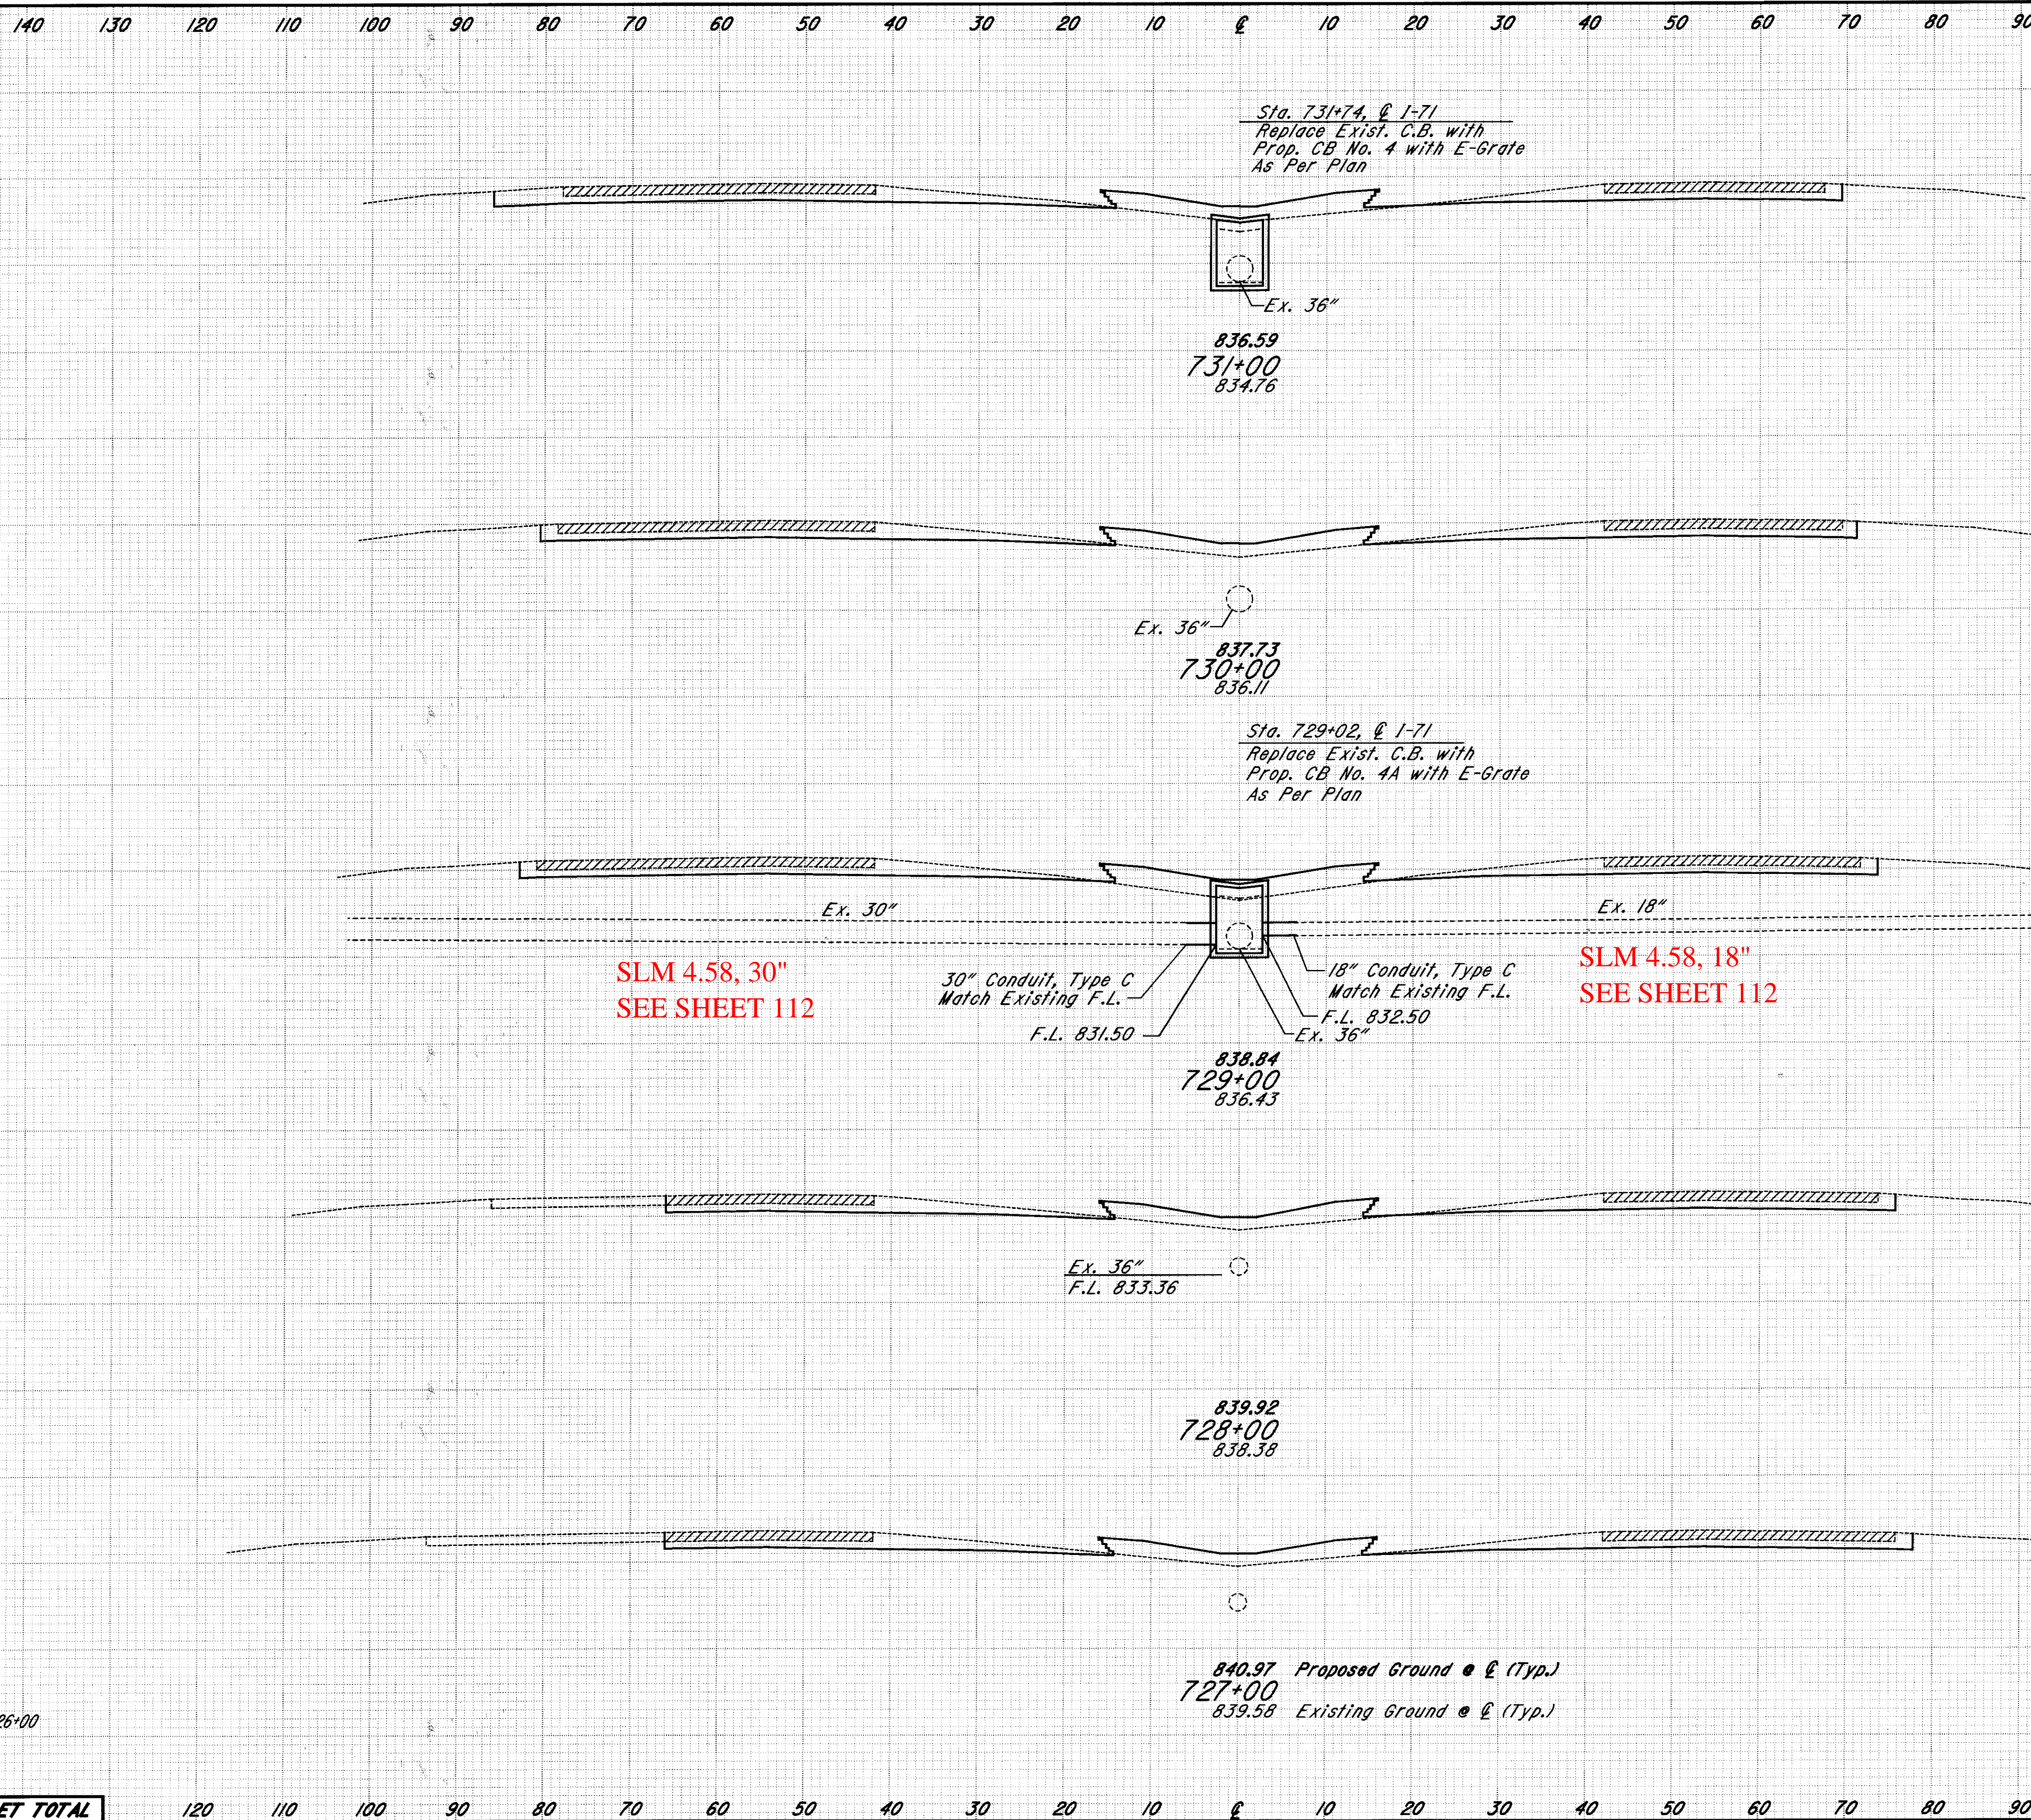 140 130 120 110 100 90 80 70 60 50 40 30 20 10 ℄ 10 20 30 40 50 60 70 80 90
Sta. 731+74, ℄ I-71
Replace Exist. C.B. with
Prop. CB No. 4 with E-Grate
As Per Plan
Ex. 36"
836.59
731+00
834.76
Ex. 36"
837.73
730+00
836.11
Sta. 729+02, ℄ I-71
Replace Exist. C.B. with
Prop. CB No. 4A with E-Grate
As Per Plan
Ex. 30"
Ex. 18"
SLM 4.58, 30"
SEE SHEET 112
30" Conduit, Type C
Match Existing F.L.
F.L. 831.50
18" Conduit, Type C
Match Existing F.L.
F.L. 832.50
Ex. 36"
SLM 4.58, 18"
SEE SHEET 112
838.84
729+00
836.43
Ex. 36"
F.L. 833.36
839.92
728+00
838.38
840.97 Proposed Ground @ ℄ (Typ.)
727+00
839.58 Existing Ground @ ℄ (Typ.)
26+00
ET TOTAL
120 110 100 90 80 70 60 50 40 30 20 10 ℄ 10 20 30 40 50 60 70 80 90